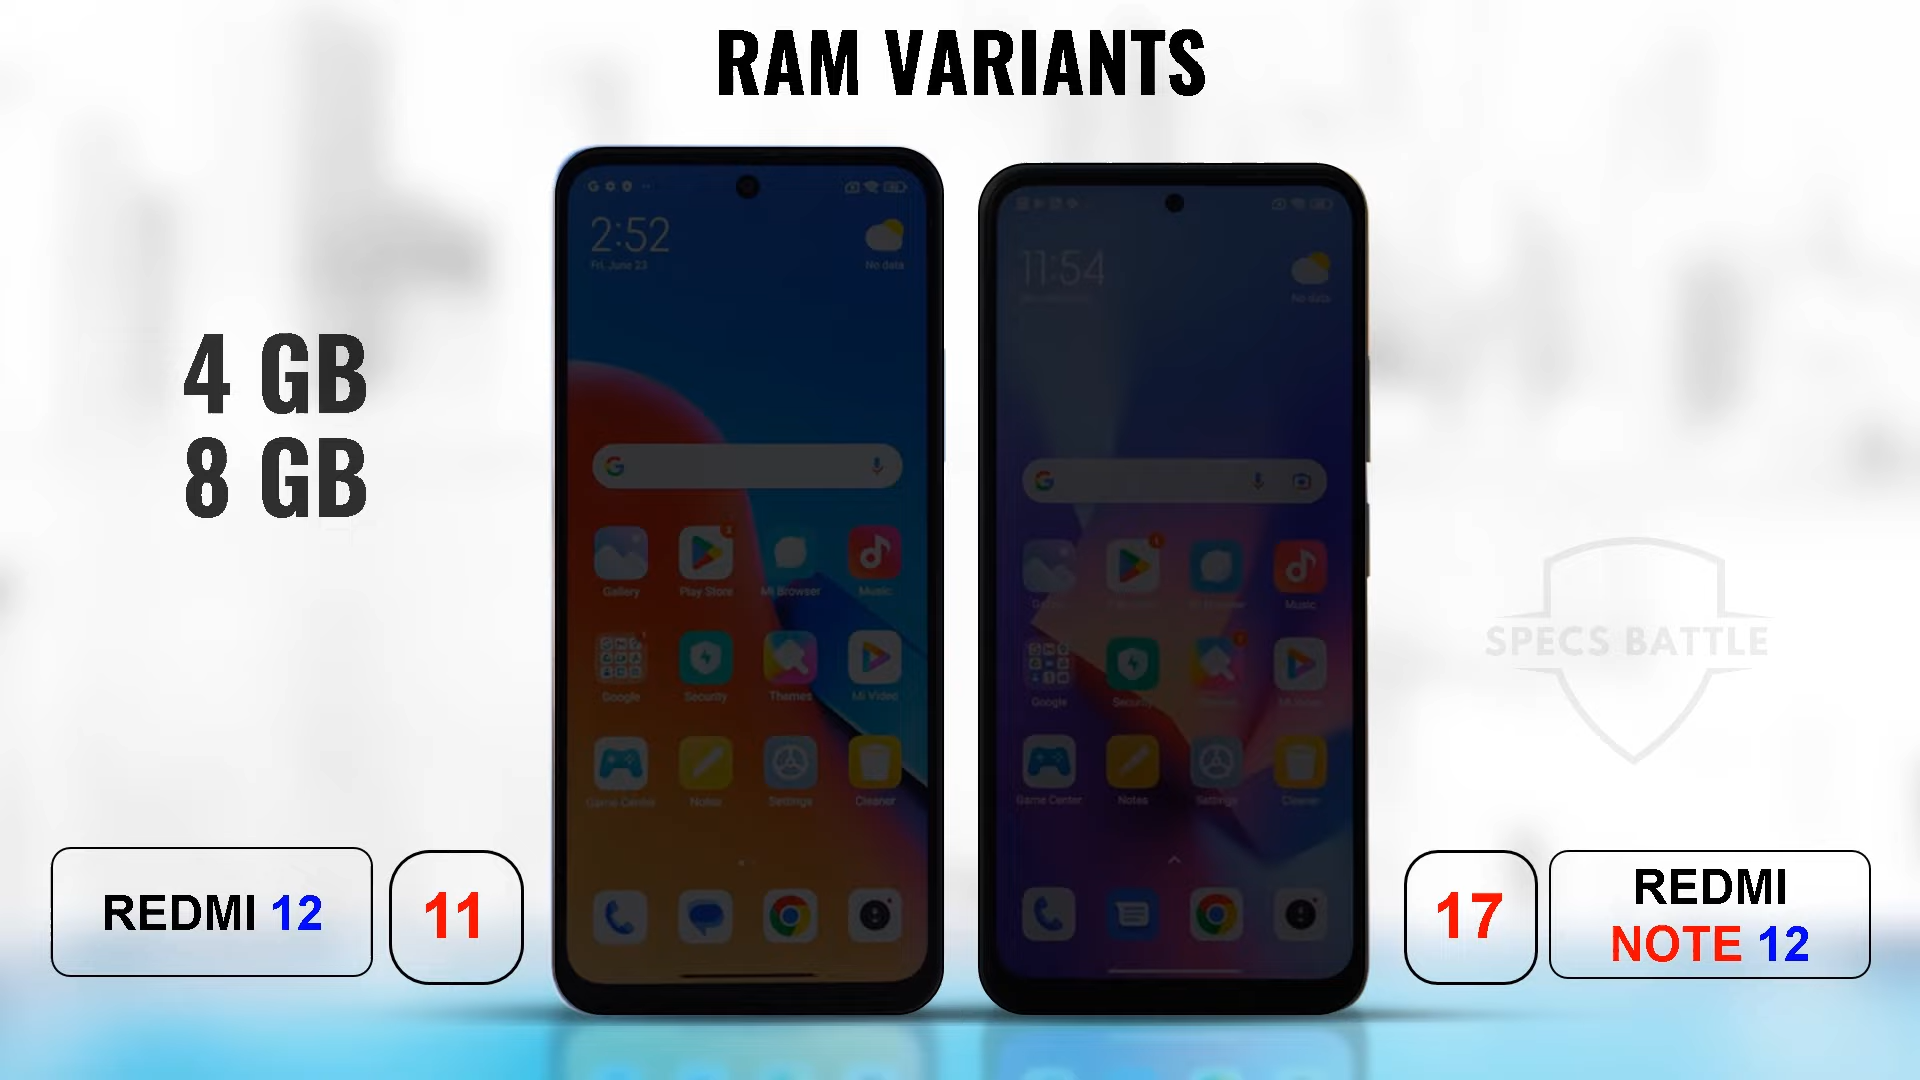 RAM VARIANTS
4 GB
8 GB
2:52
Fri, June 23
No data
Gallery
Play Store
Mi Browser
Music
Google
Security
Themes
Mi Video
Game Center
Notes
Settings
Cleaner
11:54
No data
Music
Google
Security
Game Center
Notes
Settings
Cleaner
SPECS BATTLE
REDMI 12
11
17
REDMI
NOTE 12